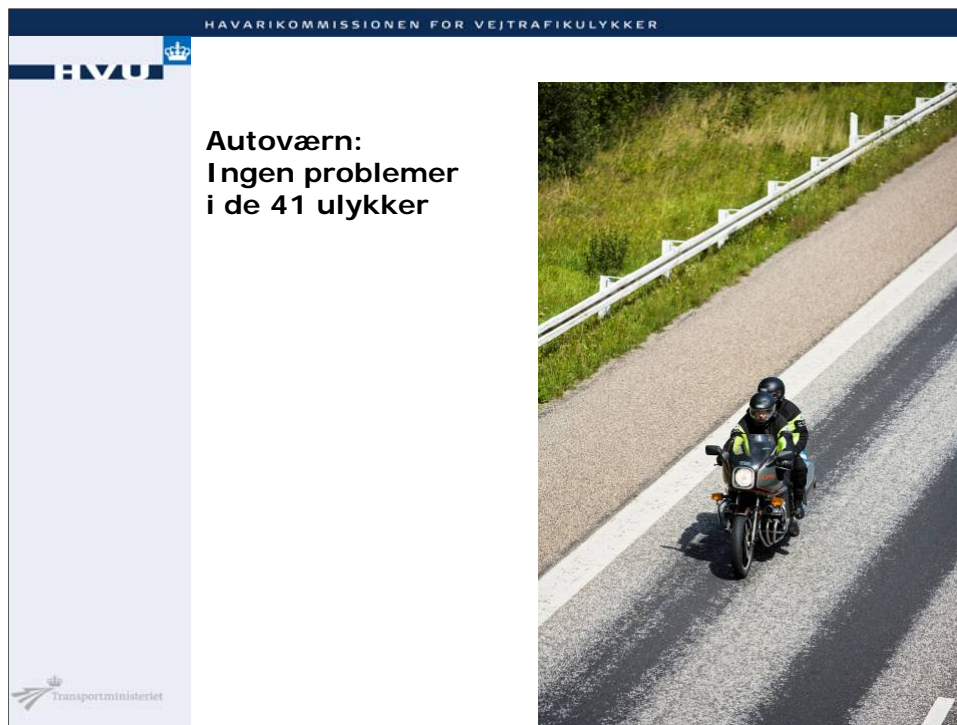 HAVARIKOMMISSIONEN FOR VEJTRAFIKULYKKER
HVU
Autoværn:
Ingen problemer
i de 41 ulykker
Transportministeriet